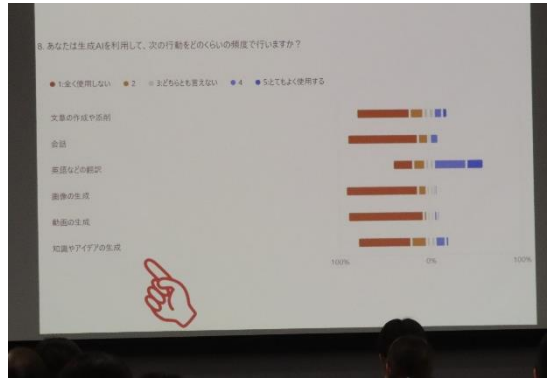 8. あなたは生成AIを利用して、次の行動をどのくらいの頻度で行いますか？
1:全く使用しない 2 3:どちらとも言えない 4 5:とてもよく使用する
文章の作成や添削
会話
英語などの翻訳
画像の生成
動画の生成
知識やアイデアの生成
100% 0% 100%